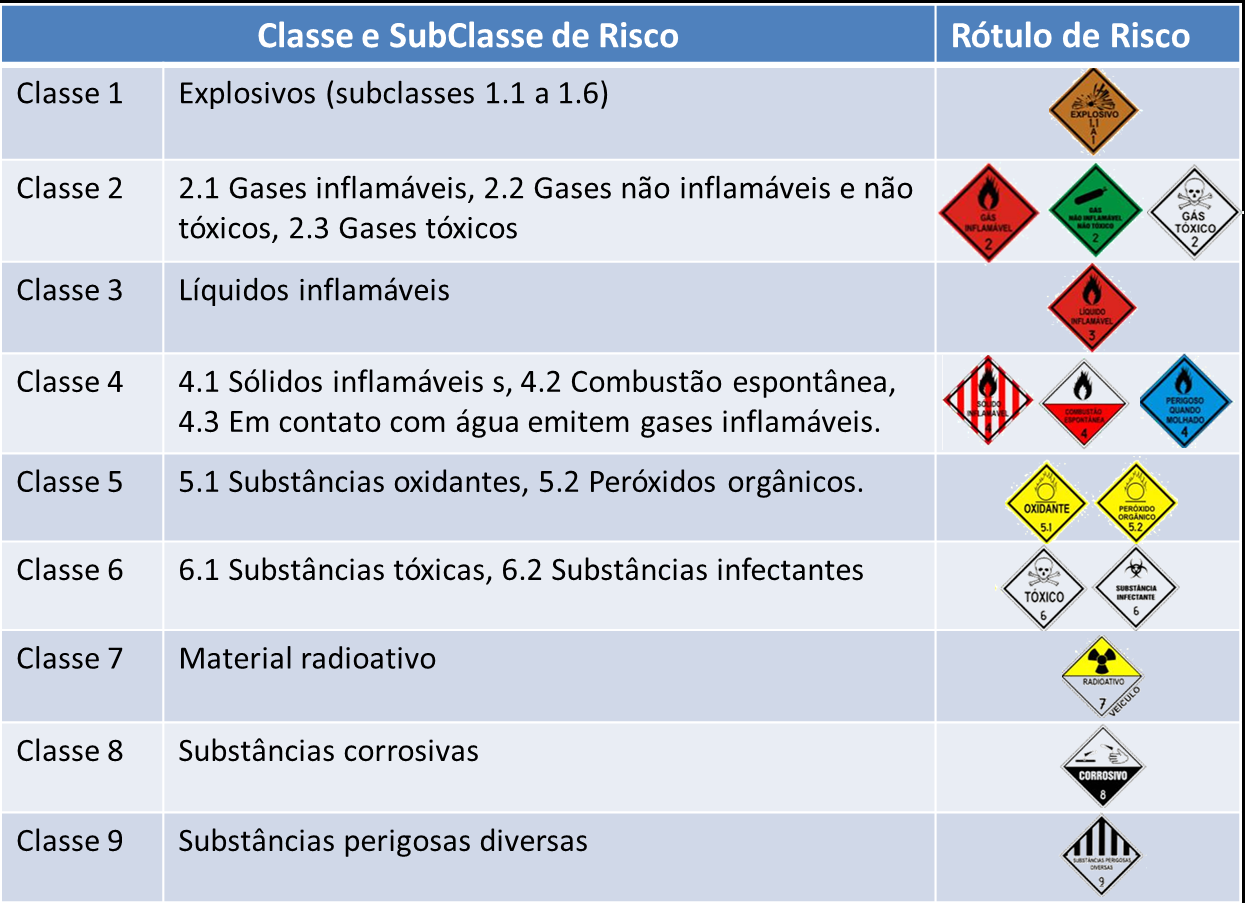 Classe e SubClasse de Risco
Rótulo de Risco
Classe 1
Explosivos (subclasses 1.1 a 1.6)
EXPLOSIVO
1.1
A
1
Classe 2
2.1 Gases inflamáveis, 2.2 Gases não inflamáveis e não
tóxicos, 2.3 Gases tóxicos
GÁS
INFLAMÁVEL
2
GÁS
NÃO INFLAMÁVEL
NÃO TÓXICO
2
GÁS
TÓXICO
2
Classe 3
Líquidos inflamáveis
LÍQUIDO
INFLAMÁVEL
3
Classe 4
4.1 Sólidos inflamáveis s, 4.2 Combustão espontânea,
4.3 Em contato com água emitem gases inflamáveis.
SÓLIDO
INFLAMÁVEL
4
COMBUSTÃO
ESPONTÂNEA
4
PERIGOSO
QUANDO
MOLHADO
4
Classe 5
5.1 Substâncias oxidantes, 5.2 Peróxidos orgânicos.
OXIDANTE
5.1
PERÓXIDO
ORGÂNICO
5.2
Classe 6
6.1 Substâncias tóxicas, 6.2 Substâncias infectantes
TÓXICO
6
SUBSTÂNCIA
INFECTANTE
6
Classe 7
Material radioativo
RADIOATIVO
7
VEÍCULO
Classe 8
Substâncias corrosivas
CORROSIVO
8
Classe 9
Substâncias perigosas diversas
SUBSTÂNCIAS PERIGOSAS
DIVERSAS
9